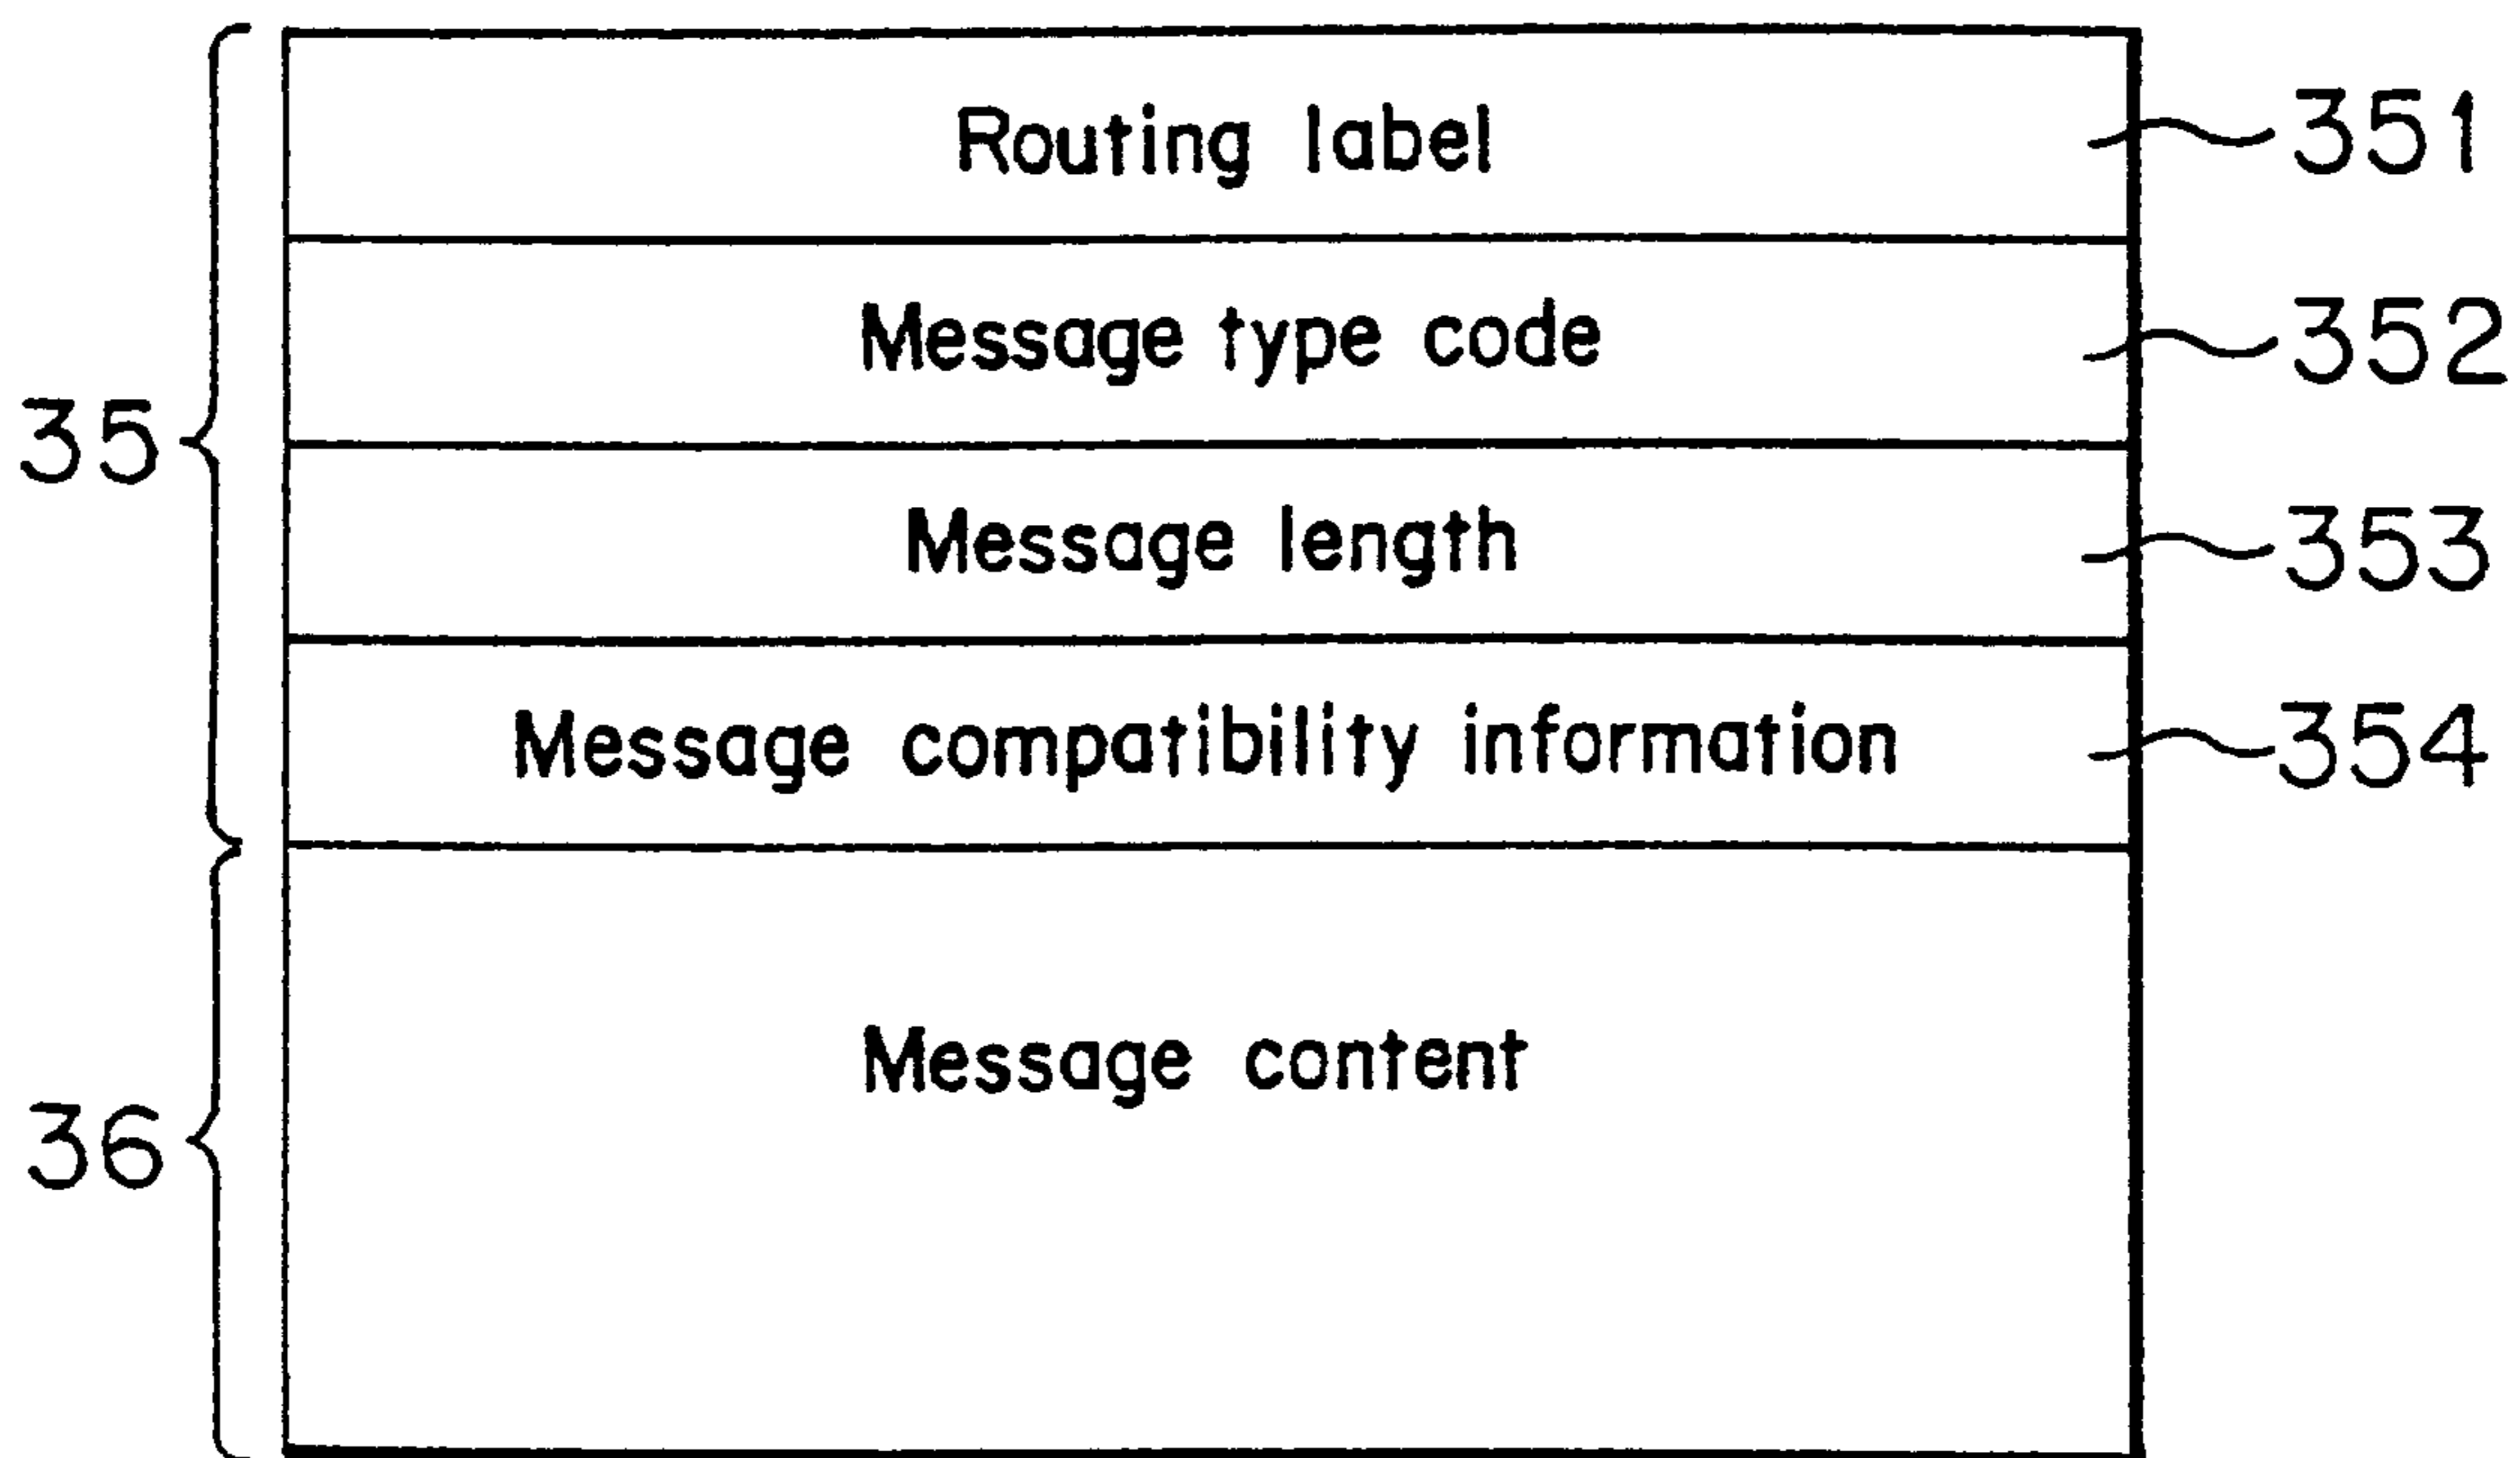 Routing label 351
Message type code 352
35
Message length 353
Message compatibility information 354
Message content
36